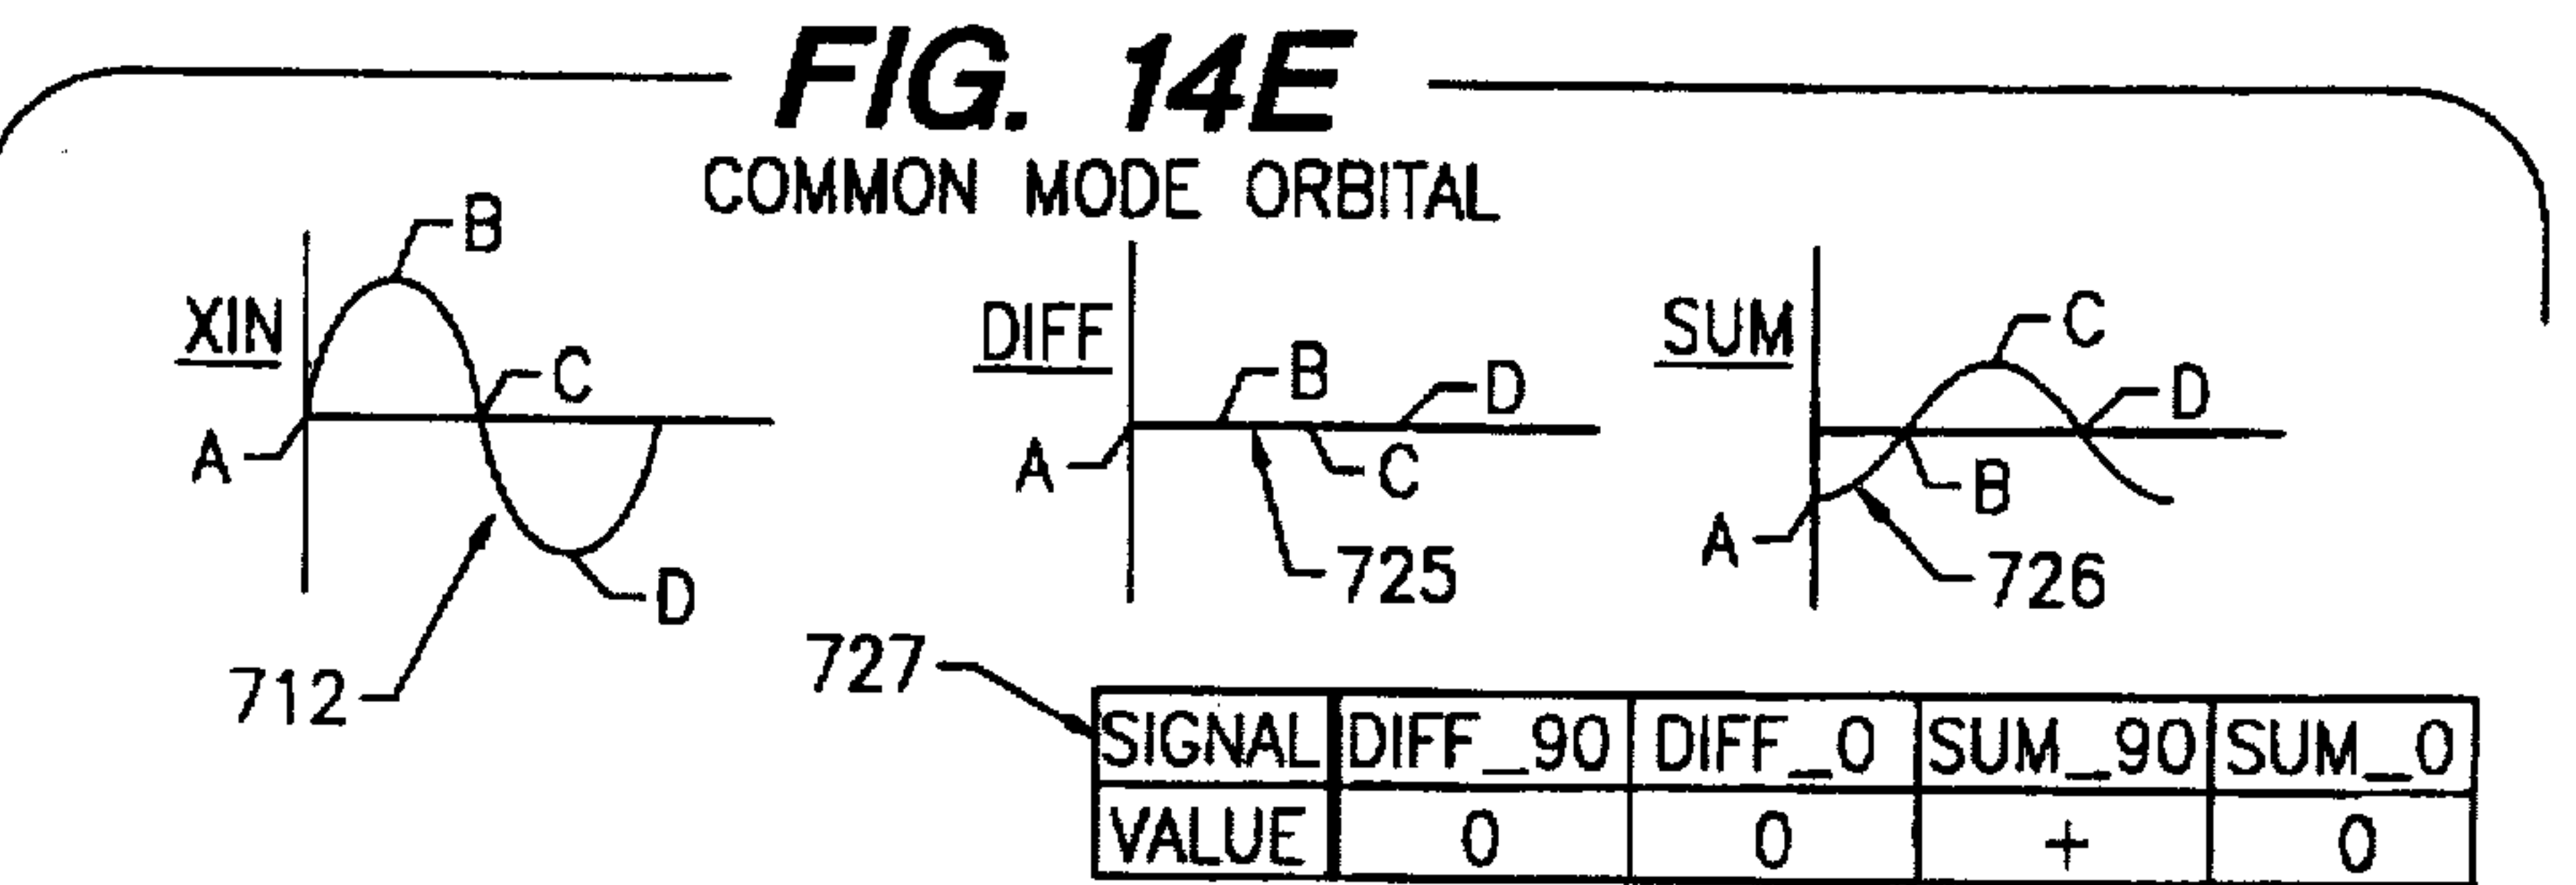 FIG. 14E
COMMON MODE ORBITAL
XIN
A
B
C
D
712
DIFF
A
B
C
D
725
SUM
A
B
C
D
726
727
SIGNAL DIFF_90 DIFF_0 SUM_90 SUM_0
VALUE 0 0 + 0